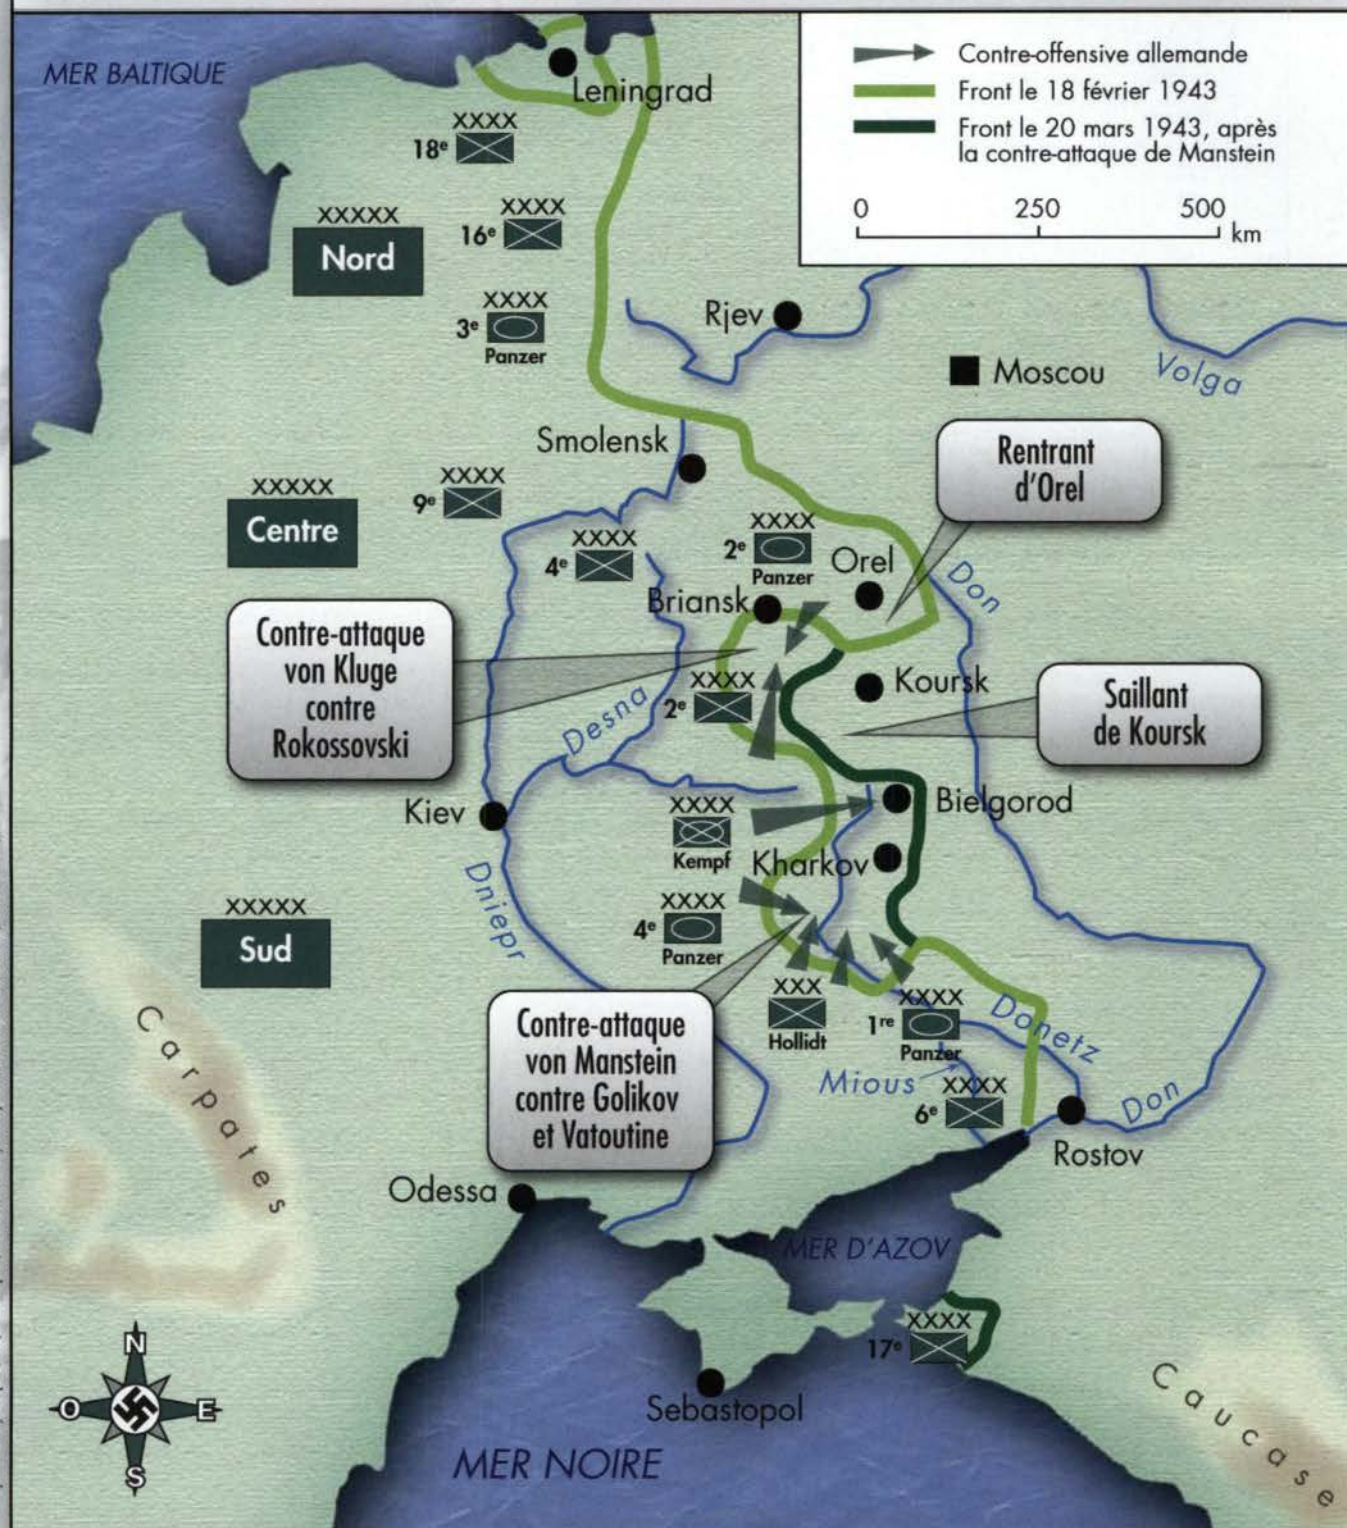 MER BALTIQUE
Leningrad
Contre-offensive allemande
Front le 18 février 1943
Front le 20 mars 1943, après
la contre-attaque de Manstein
0 250 500
km
XXXX
18e
XXXX
16e
XXXXX
Nord
XXXX
3e
Panzer
Rjev
Moscou
Volga
Smolensk
Rentrant
d'Orel
XXXXX
Centre
XXXX
9e
XXXX
4e
XXXX
2e
Panzer
Orel
Don
Briansk
Contre-attaque
von Kluge
contre
Rokossovski
XXXX
2e
Koursk
Saillant
de Koursk
Desna
Kiev
XXXX
Kempf
Bielgorod
Kharkov
Dniepr
XXXXX
Sud
XXXX
4e
Panzer
XXX
Hollidt
XXXX
1re
Panzer
Donetz
Contre-attaque
von Manstein
contre Golikov
et Vatoutine
Mious
XXXX
6e
Don
Rostov
Carpates
Odessa
MER D'AZOV
XXXX
17e
Sebastopol
MER NOIRE
Caucase
N
O E
S